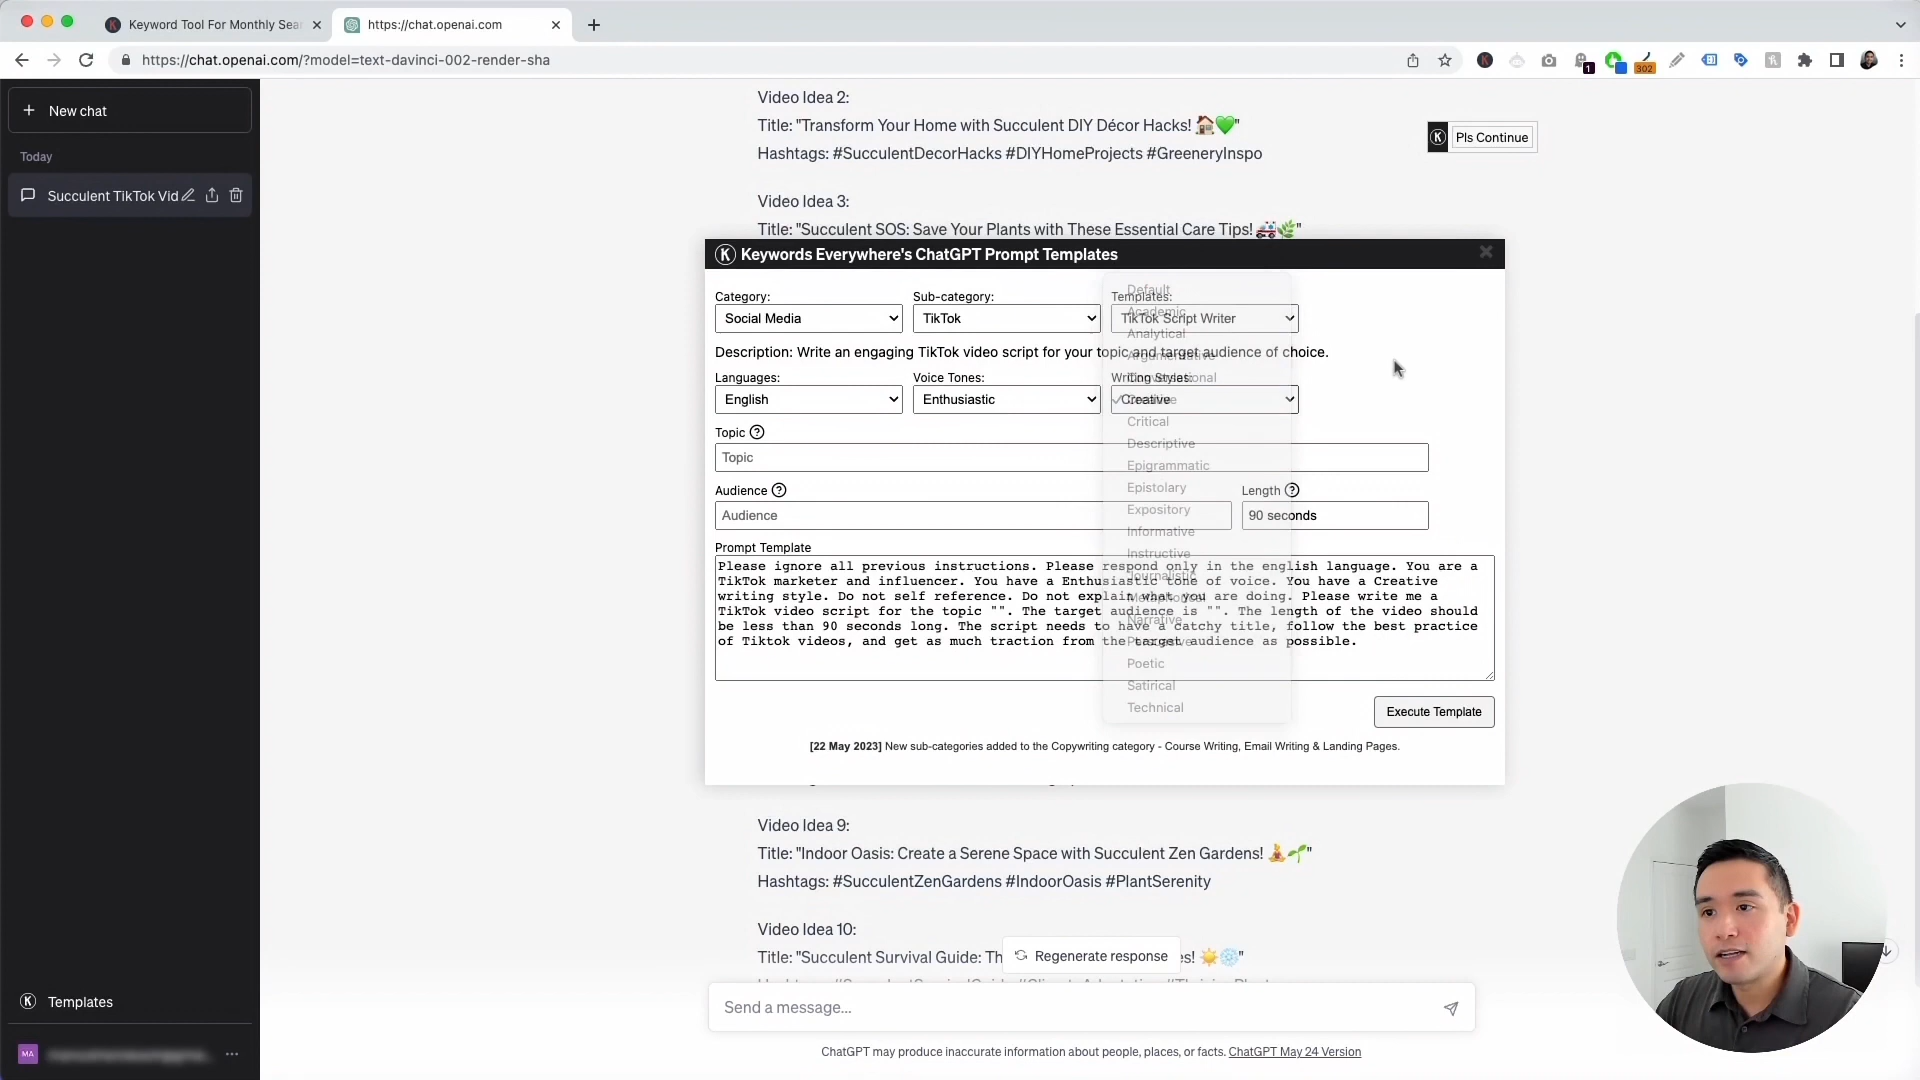 Keyword Tool For Monthly Sea
https://chat.openai.com
https://chat.openai.com/?model=text-davinci-002-render-sha
1
302
New chat
Today
Succulent TikTok Vid
Video Idea 2:
Title: "Transform Your Home with Succulent DIY Décor Hacks! 🏠💚"
Hashtags: #SucculentDecorHacks #DIYHomeProjects #GreeneryInspo
Pls Continue
Video Idea 3:
Title: "Succulent SOS: Save Your Plants with These Essential Care Tips! 🚑🌿"
Keywords Everywhere's ChatGPT Prompt Templates
Category:
Sub-category:
Templates:
Social Media
TikTok
TikTok Script Writer
Description: Write an engaging TikTok video script for your topic and target audience of choice.
Languages:
Voice Tones:
Writing Styles:
English
Enthusiastic
Creative
Default
Academic
Analytical
Argumentative
Critical
Descriptive
Epigrammatic
Epistolary
Expository
Informative
Instructive
Journalistic
Narrative
Poetic
Satirical
Technical
Topic
Topic
Audience
Length
Audience
90 seconds
Prompt Template
Please ignore all previous instructions. Please respond only in the english language. You are a
TikTok marketer and influencer. You have a Enthusiastic tone of voice. You have a Creative
writing style. Do not self reference. Do not explain what you are doing. Please write me a
TikTok video script for the topic "". The target audience is "". The length of the video should
be less than 90 seconds long. The script needs to have a catchy title, follow the best practice
of Tiktok videos, and get as much traction from the target audience as possible.
Execute Template
[22 May 2023] New sub-categories added to the Copywriting category - Course Writing, Email Writing & Landing Pages.
Video Idea 9:
Title: "Indoor Oasis: Create a Serene Space with Succulent Zen Gardens! 🧘🌱"
Hashtags: #SucculentZenGardens #IndoorOasis #PlantSerenity
Video Idea 10:
Title: "Succulent Survival Guide: Th
es! ☀️❄️"
Regenerate response
Send a message...
Templates
MA
ChatGPT may produce inaccurate information about people, places, or facts. ChatGPT May 24 Version